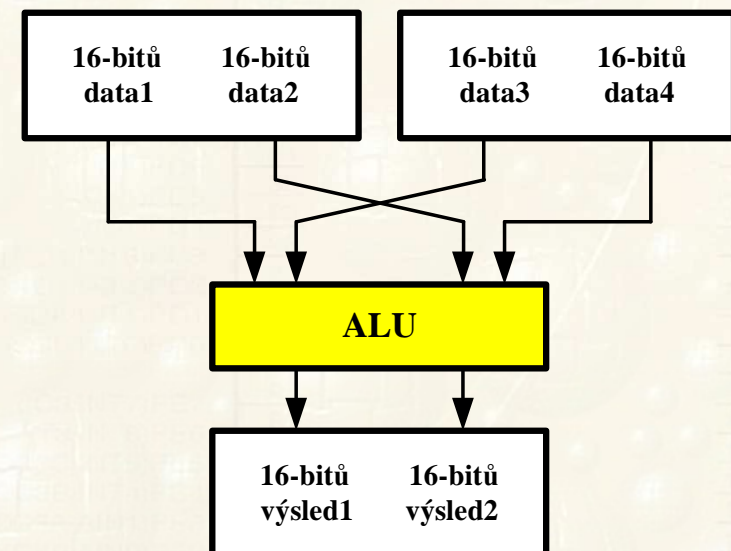 16-bitů 16-bitů 16-bitů 16-bitů
data1 data2 data3 data4
ALU
16-bitů 16-bitů
výsled1 výsled2